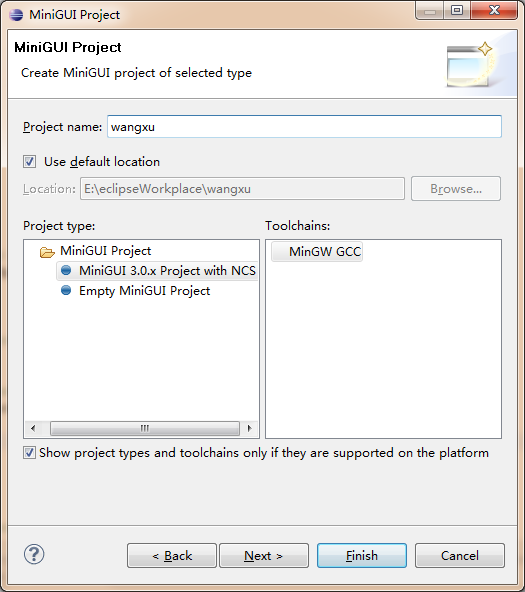 MiniGUI Project
MiniGUI Project
Create MiniGUI project of selected type
Project name: wangxu
Use default location
Location: E:\eclipseWorkplace\wangxu Browse...
Project type: Toolchains:
MiniGUI Project MinGW GCC
MiniGUI 3.0.x Project with NCS
Empty MiniGUI Project
Show project types and toolchains only if they are supported on the platform
? < Back Next > Finish Cancel